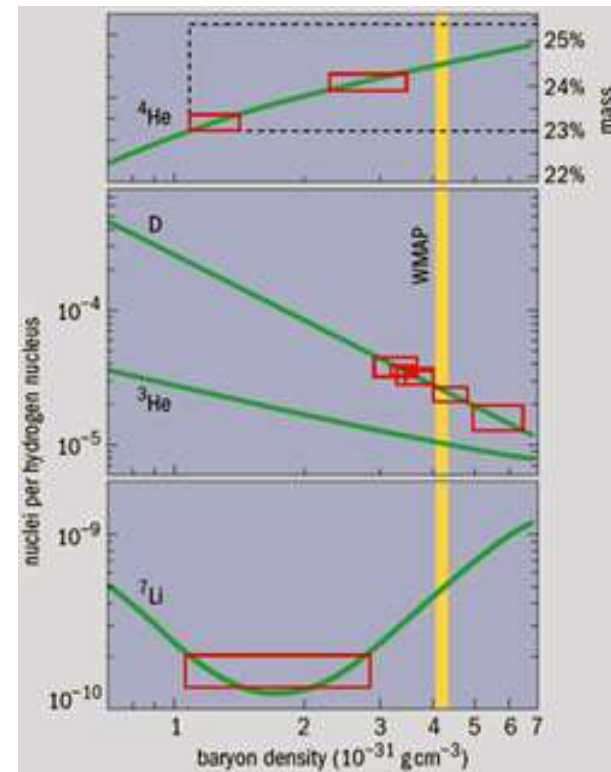 25%
24%
23%
22%
mass
⁴He
D
WMAP
10⁻⁴
³He
10⁻⁵
nuclei per hydrogen nucleus
10⁻⁹
⁷Li
10⁻¹⁰
1 2 3 4 5 6 7
baryon density (10⁻³¹ g cm⁻³)